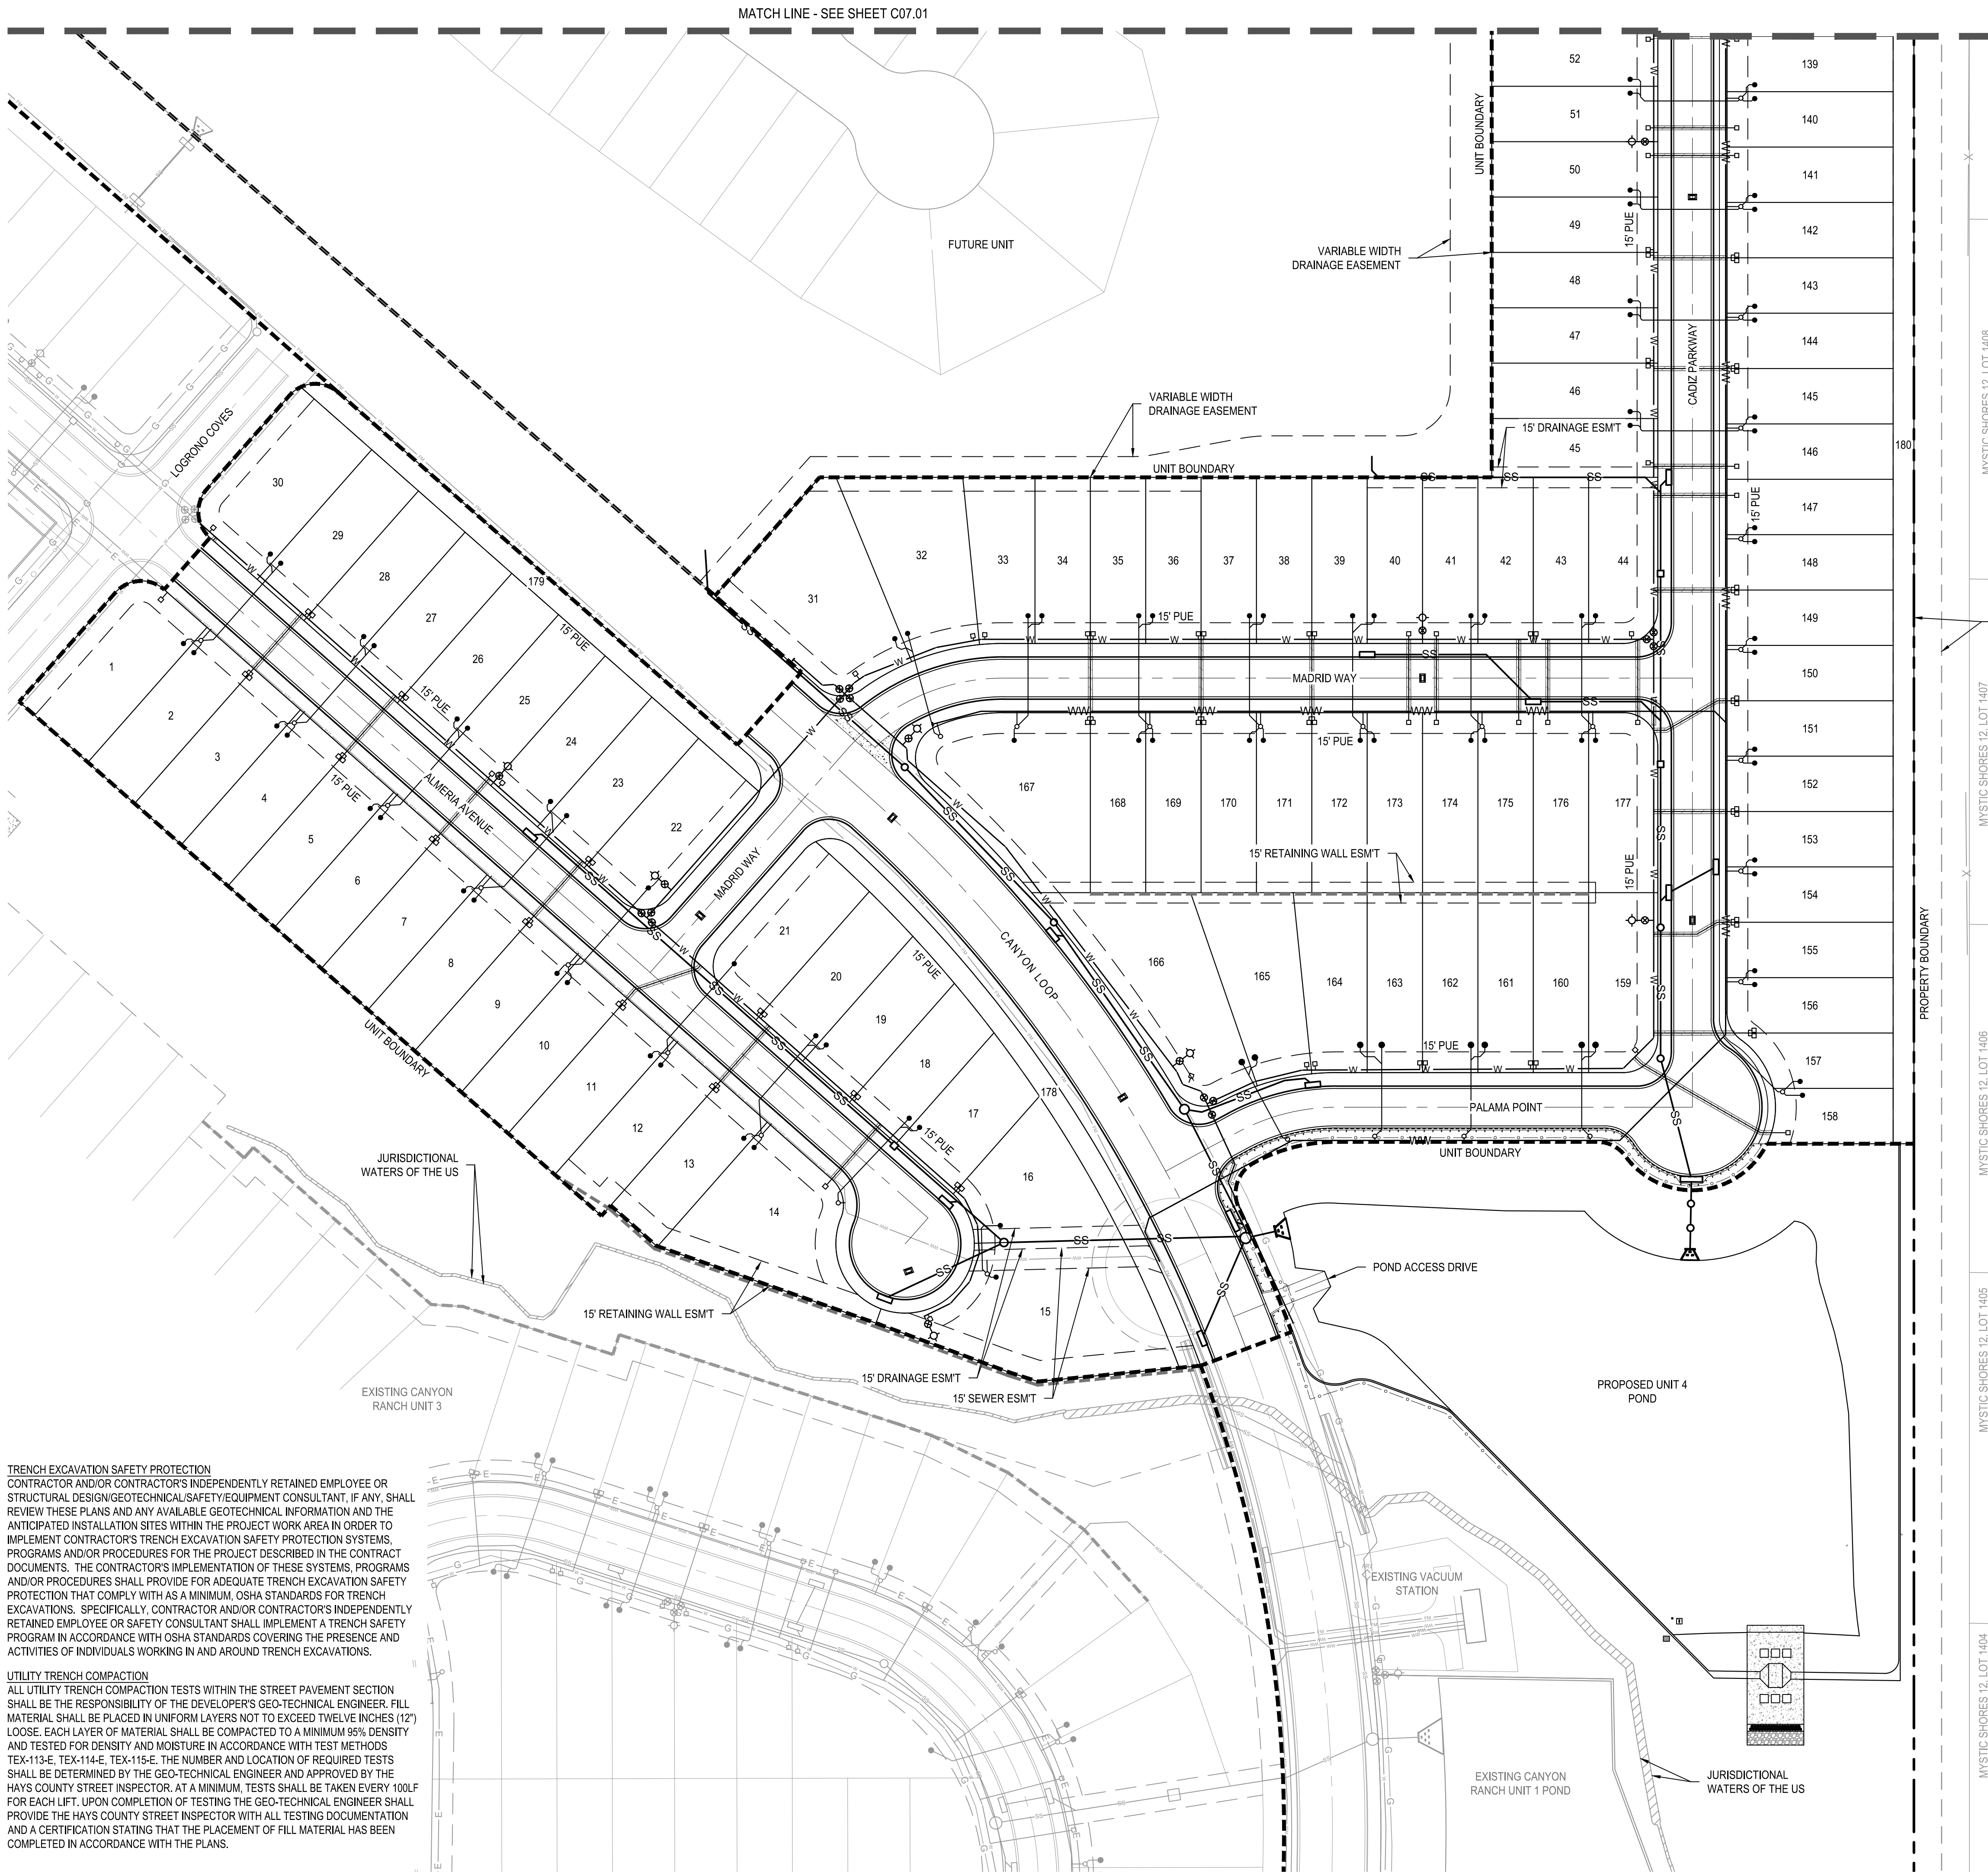 MATCH LINE - SEE SHEET C07.01
FUTURE UNIT
VARIABLE WIDTH
DRAINAGE EASEMENT
UNIT BOUNDARY
52
51
50
49
48
47
46
45
15' PUE
CADIZ PARKWAY
139
140
141
142
143
144
145
146
147
148
149
150
151
152
153
154
155
156
157
158
180
15' PUE
PROPERTY BOUNDARY
MYSTIC SHORES 12, LOT 1408
MYSTIC SHORES 12, LOT 1407
MYSTIC SHORES 12, LOT 1406
MYSTIC SHORES 12, LOT 1405
MYSTIC SHORES 12, LOT 1404
VARIABLE WIDTH
DRAINAGE EASEMENT
15' DRAINAGE ESM'T
UNIT BOUNDARY
LOGRONO COVES
30
29
28
27
26
25
24
23
22
179
15' PUE
15' PUE
15' PUE
ALMERIA AVENUE
1
2
3
4
5
6
7
8
9
10
11
12
13
14
UNIT BOUNDARY
31
32
33
34
35
36
37
38
39
40
41
42
43
44
15' PUE
MADRID WAY
15' PUE
167
168
169
170
171
172
173
174
175
176
177
15' RETAINING WALL ESM'T
15' PUE
166
165
164
163
162
161
160
159
15' PUE
PALAMA POINT
UNIT BOUNDARY
MADRID WAY
CANYON LOOP
21
20
19
18
17
16
15
178
15' PUE
15' PUE
JURISDICTIONAL
WATERS OF THE US
15' RETAINING WALL ESM'T
15' DRAINAGE ESM'T
15' SEWER ESM'T
POND ACCESS DRIVE
PROPOSED UNIT 4
POND
EXISTING CANYON
RANCH UNIT 3
EXISTING VACUUM
STATION
EXISTING CANYON
RANCH UNIT 1 POND
JURISDICTIONAL
WATERS OF THE US
TRENCH EXCAVATION SAFETY PROTECTION
CONTRACTOR AND/OR CONTRACTOR'S INDEPENDENTLY RETAINED EMPLOYEE OR
STRUCTURAL DESIGN/GEOTECHNICAL/SAFETY/EQUIPMENT CONSULTANT, IF ANY, SHALL
REVIEW THESE PLANS AND ANY AVAILABLE GEOTECHNICAL INFORMATION AND THE
ANTICIPATED INSTALLATION SITES WITHIN THE PROJECT WORK AREA IN ORDER TO
IMPLEMENT CONTRACTOR'S TRENCH EXCAVATION SAFETY PROTECTION SYSTEMS,
PROGRAMS AND/OR PROCEDURES FOR THE PROJECT DESCRIBED IN THE CONTRACT
DOCUMENTS. THE CONTRACTOR'S IMPLEMENTATION OF THESE SYSTEMS, PROGRAMS
AND/OR PROCEDURES SHALL PROVIDE FOR ADEQUATE TRENCH EXCAVATION SAFETY
PROTECTION THAT COMPLY WITH AS A MINIMUM, OSHA STANDARDS FOR TRENCH
EXCAVATIONS. SPECIFICALLY, CONTRACTOR AND/OR CONTRACTOR'S INDEPENDENTLY
RETAINED EMPLOYEE OR SAFETY CONSULTANT SHALL IMPLEMENT A TRENCH SAFETY
PROGRAM IN ACCORDANCE WITH OSHA STANDARDS COVERING THE PRESENCE AND
ACTIVITIES OF INDIVIDUALS WORKING IN AND AROUND TRENCH EXCAVATIONS.
UTILITY TRENCH COMPACTION
ALL UTILITY TRENCH COMPACTION TESTS WITHIN THE STREET PAVEMENT SECTION
SHALL BE THE RESPONSIBILITY OF THE DEVELOPER'S GEO-TECHNICAL ENGINEER. FILL
MATERIAL SHALL BE PLACED IN UNIFORM LAYERS NOT TO EXCEED TWELVE INCHES (12")
LOOSE. EACH LAYER OF MATERIAL SHALL BE COMPACTED TO A MINIMUM 95% DENSITY
AND TESTED FOR DENSITY AND MOISTURE IN ACCORDANCE WITH TEST METHODS
TEX-113-E, TEX-114-E, TEX-115-E. THE NUMBER AND LOCATION OF REQUIRED TESTS
SHALL BE DETERMINED BY THE GEO-TECHNICAL ENGINEER AND APPROVED BY THE
HAYS COUNTY STREET INSPECTOR. AT A MINIMUM, TESTS SHALL BE TAKEN EVERY 100LF
FOR EACH LIFT. UPON COMPLETION OF TESTING THE GEO-TECHNICAL ENGINEER SHALL
PROVIDE THE HAYS COUNTY STREET INSPECTOR WITH ALL TESTING DOCUMENTATION
AND A CERTIFICATION STATING THAT THE PLACEMENT OF FILL MATERIAL HAS BEEN
COMPLETED IN ACCORDANCE WITH THE PLANS.